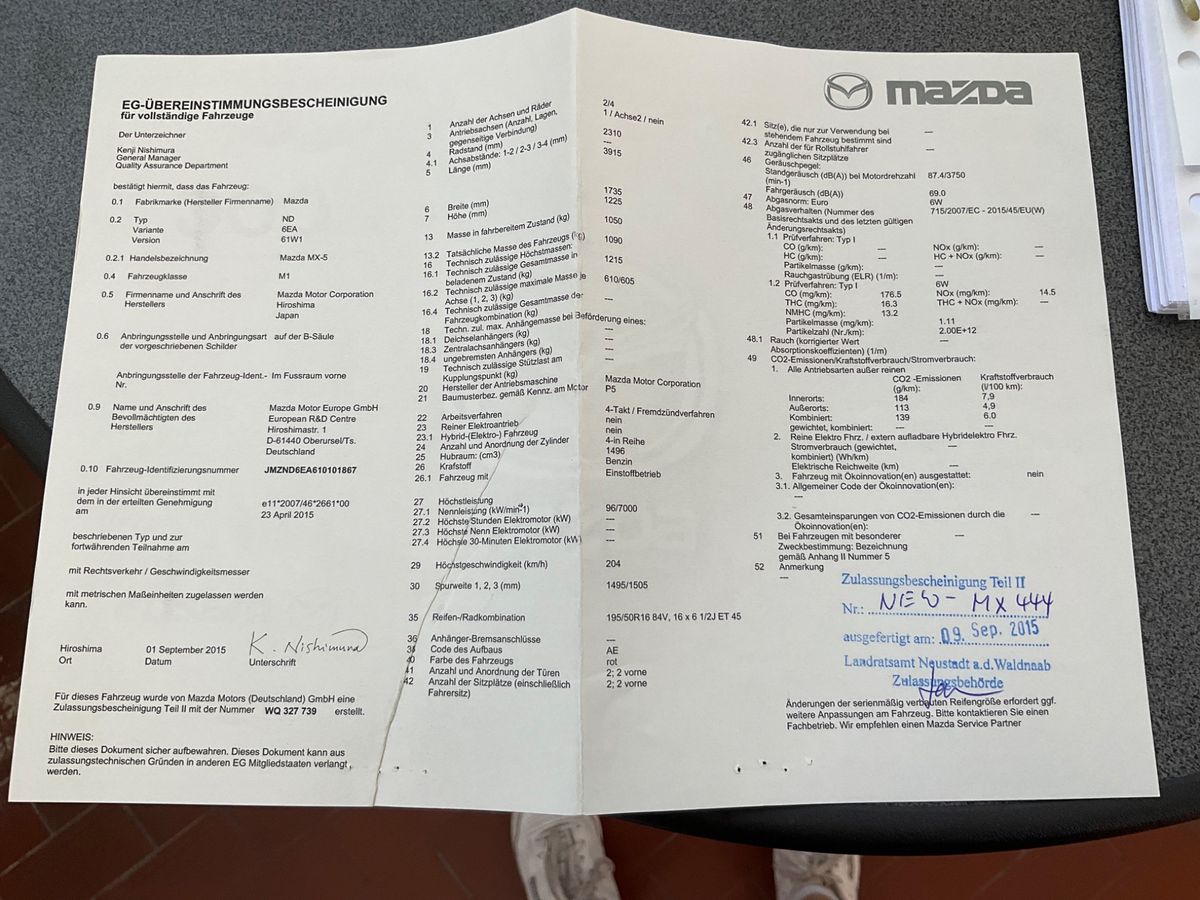 EG-ÜBEREINSTIMMUNGSBESCHEINIGUNG
für vollständige Fahrzeuge
Der Unterzeichner
Kenji Nishimura
General Manager
Quality Assurance Department
bestätigt hiermit, dass das Fahrzeug:
0.1 Fabrikmarke (Hersteller Firmenname) Mazda
0.2 Typ ND
Variante 6EA
Version 61W1
0.2.1 Handelsbezeichnung Mazda MX-5
0.4 Fahrzeugklasse M1
0.5 Firmenname und Anschrift des Mazda Motor Corporation
Herstellers Hiroshima
Japan
0.6 Anbringungsstelle und Anbringungsart auf der B-Säule
der vorgeschriebenen Schilder
Anbringungsstelle der Fahrzeug-Ident.- Im Fussraum vorne
Nr.
0.9 Name und Anschrift des Mazda Motor Europe GmbH
Bevollmächtigten des European R&D Centre
Herstellers Hiroshimastr. 1
D-61440 Oberursel/Ts.
Deutschland
0.10 Fahrzeug-Identifizierungsnummer JMZND6EA610101867
in jeder Hinsicht übereinstimmt mit
dem in der erteilten Genehmigung e11*2007/46*2661*00
am 23 April 2015
beschriebenen Typ und zur
fortwährenden Teilnahme am
mit Rechtsverkehr / Geschwindigkeitsmesser
mit metrischen Maßeinheiten zugelassen werden
kann.
Hiroshima 01 September 2015 K. Nishimura
Ort Datum Unterschrift
Für dieses Fahrzeug wurde von Mazda Motors (Deutschland) GmbH eine
Zulassungsbescheinigung Teil II mit der Nummer WQ 327 739 erstellt.
HINWEIS:
Bitte dieses Dokument sicher aufbewahren. Dieses Dokument kann aus
zulassungstechnischen Gründen in anderen EG Mitgliedstaaten verlangt
werden.
1 Anzahl der Achsen und Räder 2/4
3 Antriebsachsen (Anzahl, Lagen, 1 / Achse2 / nein
gegenseitige Verbindung)
4 Radstand (mm) 2310
4.1 Achsabstände: 1-2 / 2-3 / 3-4 (mm) ---
5 Länge (mm) 3915
6 Breite (mm) 1735
7 Höhe (mm) 1225
13 Masse in fahrbereitem Zustand (kg) 1050
13.2 Tatsächliche Masse des Fahrzeugs (kg) 1090
16 Technisch zulässige Höchstmassen:
16.1 Technisch zulässige Gesamtmasse in 1215
beladenem Zustand (kg)
16.2 Technisch zulässige maximale Masse je 610/605
Achse (1, 2, 3) (kg)
16.4 Technisch zulässige Gesamtmasse der ---
Fahrzeugkombination (kg)
18 Techn. zul. max. Anhängemasse bei Beförderung eines:
18.1 Deichselanhängers (kg) ---
18.3 Zentralachsanhängers (kg) ---
18.4 ungebremsten Anhängers (kg) ---
19 Technisch zulässige Stützlast am ---
Kupplungspunkt (kg)
20 Hersteller der Antriebsmaschine Mazda Motor Corporation
21 Baumusterbez. gemäß Kennz. am Motor P5
22 Arbeitsverfahren 4-Takt / Fremdzündverfahren
23 Reiner Elektroantrieb nein
23.1 Hybrid-(Elektro-) Fahrzeug nein
24 Anzahl und Anordnung der Zylinder 4-in Reihe
25 Hubraum: (cm3) 1496
26 Krafstoff Benzin
26.1 Fahrzeug mit Einstoffbetrieb
27 Höchstleistung
27.1 Nennleistung (kW/min-1) 96/7000
27.2 Höchste Stunden Elektromotor (kW) ---
27.3 Höchste Nenn Elektromotor (kW) ---
27.4 Höchste 30-Minuten Elektromotor (kW) ---
29 Höchstgeschwindigkeit (km/h) 204
30 Spurweite 1, 2, 3 (mm) 1495/1505
35 Reifen-/Radkombination 195/50R16 84V, 16 x 6 1/2J ET 45
36 Anhänger-Bremsanschlüsse ---
38 Code des Aufbaus AE
40 Farbe des Fahrzeugs rot
41 Anzahl und Anordnung der Türen 2; 2 vorne
42 Anzahl der Sitzplätze (einschließlich 2; 2 vorne
Fahrersitz)
mazda
42.1 Sitz(e), die nur zur Verwendung bei ---
stehendem Fahrzeug bestimmt sind
42.3 Anzahl der für Rollstuhlfahrer ---
zugänglichen Sitzplätze
46 Geräuschpegel:
Standgeräusch (dB(A)) bei Motordrehzahl 87.4/3750
(min-1)
Fahrgeräusch (dB(A)) 69.0
47 Abgasnorm: Euro 6W
48 Abgasverhalten (Nummer des 715/2007/EC - 2015/45/EU(W)
Basisrechtsakts und des letzten gültigen
Änderungsrechtsakts)
1.1 Prüfverfahren: Typ I
CO (g/km): --- NOx (g/km): ---
HC (g/km): --- HC + NOx (g/km): ---
Partikelmasse (g/km): ---
Rauchgastrübung (ELR) (1/m): ---
1.2 Prüfverfahren: Typ I 6W
CO (mg/km): 176.5 NOx (mg/km): 14.5
THC (mg/km): 16.3 THC + NOx (mg/km): ---
NMHC (mg/km): 13.2
Partikelmasse (mg/km): 1.11
Partikelzahl (Nr./km): 2.00E+12
48.1 Rauch (korrigierter Wert ---
Absorptionskoeffizienten) (1/m)
49 CO2-Emissionen/Kraftstoffverbrauch/Stromverbrauch:
1. Alle Antriebsarten außer reinen
CO2 -Emissionen Kraftstoffverbrauch
(g/km): (l/100 km):
Innerorts: 184 7,9
Außerorts: 113 4,9
Kombiniert: 139 6.0
gewichtet, kombiniert: --- ---
2. Reine Elektro Fhrz. / extern aufladbare Hybridelektro Fhrz.
Stromverbrauch (gewichtet, ---
kombiniert) (Wh/km)
Elektrische Reichweite (km) ---
3. Fahrzeug mit Ökoinnovation(en) ausgestattet: nein
3.1. Allgemeiner Code der Ökoinnovation(en):
---
3.2. Gesamteinsparungen von CO2-Emissionen durch die ---
Ökoinnovation(en):
51 Bei Fahrzeugen mit besonderer ---
Zweckbestimmung: Bezeichnung
gemäß Anhang II Nummer 5
52 Anmerkung
---
Zulassungsbescheinigung Teil II
Nr.: NEW-MX 444
ausgefertigt am: 09. Sep. 2015
Landratsamt Neustadt a.d.Waldnaab
Zulassungsbehörde
Änderungen der serienmäßig verbauten Reifengröße erfordert ggf.
weitere Anpassungen am Fahrzeug. Bitte kontaktieren Sie einen
Fachbetrieb. Wir empfehlen einen Mazda Service Partner